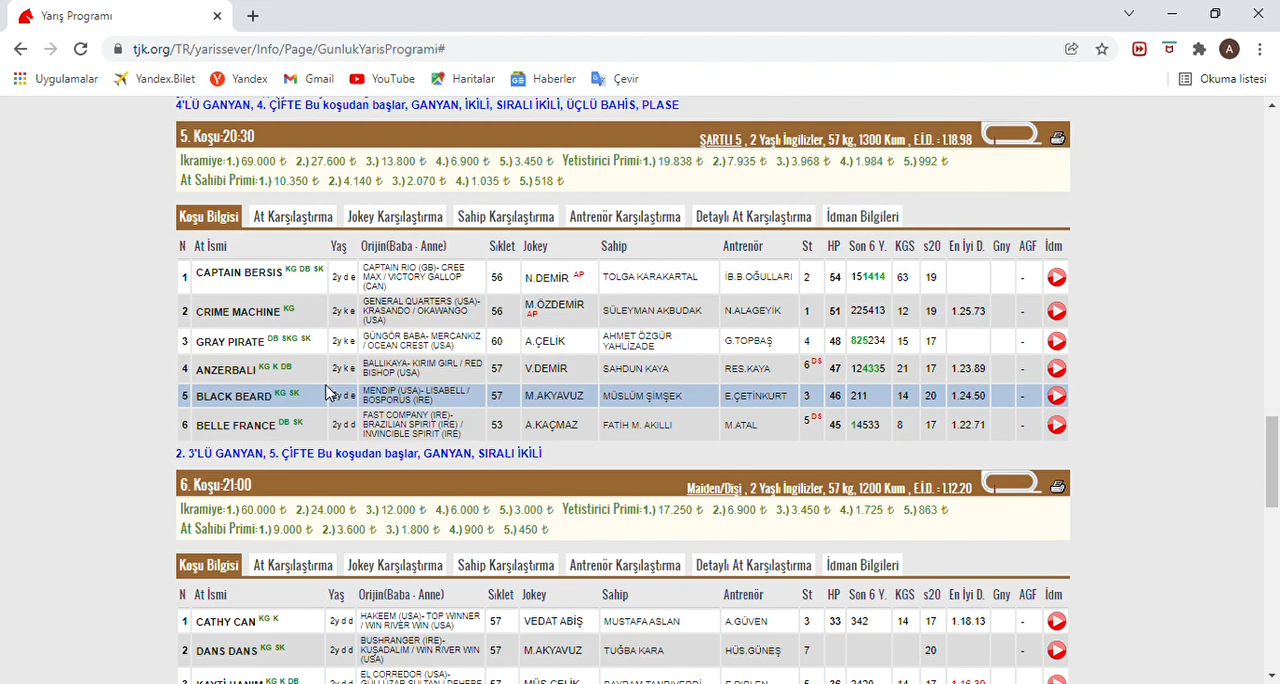 Yarış Programı
tjk.org/TR/yarissever/Info/Page/GunlukYarisProgrami#
A
Uygulamalar Yandex.Bilet Yandex Gmail YouTube Haritalar Haberler Çevir Okuma listesi
4'LÜ GANYAN, 4. ÇİFTE Bu koşudan başlar, GANYAN, İKİLİ, SIRALI İKİLİ, ÜÇLÜ BAHİS, PLASE
5. Koşu:20:30 ŞARTLI 5 , 2 Yaşlı İngilizler, 57 kg, 1300 Kum , E.İ.D. : 1.18.98
Ikramiye:1.) 69.000 ₺ 2.) 27.600 ₺ 3.) 13.800 ₺ 4.) 6.900 ₺ 5.) 3.450 ₺ Yetistirici Primi:1.) 19.838 ₺ 2.) 7.935 ₺ 3.) 3.968 ₺ 4.) 1.984 ₺ 5.) 992 ₺
At Sahibi Primi:1.) 10.350 ₺ 2.) 4.140 ₺ 3.) 2.070 ₺ 4.) 1.035 ₺ 5.) 518 ₺
Koşu Bilgisi At Karşılaştırma Jokey Karşılaştırma Sahip Karşılaştırma Antrenör Karşılaştırma Detaylı At Karşılaştırma İdman Bilgileri
N At İsmi Yaş Orijin(Baba - Anne) Sıklet Jokey Sahip Antrenör St HP Son 6 Y. KGS s20 En İyi D. Gny AGF İdm
1 CAPTAIN BERSIS KG DB SK 2y d e CAPTAIN RIO (GB)- CREE MAX / VICTORY GALLOP (CAN) 56 N.DEMİR AP TOLGA KARAKARTAL İB.B.OĞULLARI 2 54 151414 63 19 -
2 CRIME MACHINE KG 2y k e GENERAL QUARTERS (USA)- KRASANDO / OKAWANGO (USA) 56 M.ÖZDEMİR AP SÜLEYMAN AKBUDAK N.ALAGEYİK 1 51 225413 12 19 1.25.73 -
3 GRAY PIRATE DB SKG SK 2y k e GÜNGÖR BABA- MERCANKIZ / OCEAN CREST (USA) 60 A.ÇELİK AHMET ÖZGÜR YAHLİZADE G.TOPBAŞ 4 48 825234 15 17 -
4 ANZERBALI KG K DB 2y k e BALLIKAYA- KIRIM GIRL / RED BISHOP (USA) 57 V.DEMİR SAHDUN KAYA RES.KAYA 6 DS 47 124335 21 17 1.23.89 -
5 BLACK BEARD KG SK 2y d e MENDIP (USA)- LISABELL / BOSPORUS (IRE) 57 M.AKYAVUZ MÜSLÜM ŞİMŞEK E.ÇETİNKURT 3 46 211 14 20 1.24.50 -
6 BELLE FRANCE DB SK 2y d d FAST COMPANY (IRE)- BRAZILIAN SPIRIT (IRE) / INVINCIBLE SPIRIT (IRE) 53 A.KAÇMAZ FATİH M. AKILLI M.ATAL 5 DS 45 14533 8 17 1.22.71 -
2. 3'LÜ GANYAN, 5. ÇİFTE Bu koşudan başlar, GANYAN, SIRALI İKİLİ
6. Koşu:21:00 Maiden/Dişi , 2 Yaşlı İngilizler, 57 kg, 1200 Kum , E.İ.D. : 1.12.20
Ikramiye:1.) 60.000 ₺ 2.) 24.000 ₺ 3.) 12.000 ₺ 4.) 6.000 ₺ 5.) 3.000 ₺ Yetistirici Primi:1.) 17.250 ₺ 2.) 6.900 ₺ 3.) 3.450 ₺ 4.) 1.725 ₺ 5.) 863 ₺
At Sahibi Primi:1.) 9.000 ₺ 2.) 3.600 ₺ 3.) 1.800 ₺ 4.) 900 ₺ 5.) 450 ₺
Koşu Bilgisi At Karşılaştırma Jokey Karşılaştırma Sahip Karşılaştırma Antrenör Karşılaştırma Detaylı At Karşılaştırma İdman Bilgileri
N At İsmi Yaş Orijin(Baba - Anne) Sıklet Jokey Sahip Antrenör St HP Son 6 Y. KGS s20 En İyi D. Gny AGF İdm
1 CATHY CAN KG K 2y d d HAKEEM (USA)- TOP WINNER / WIN RIVER WIN (USA) 57 VEDAT ABİŞ MUSTAFA ASLAN A.GÜVEN 3 33 342 14 17 1.18.13 -
2 DANS DANS KG SK 2y d d BUSHRANGER (IRE)- KUŞADALIM / WIN RIVER WIN (USA) 57 M.AKYAVUZ TUĞBA KARA HÜS.GÜNEŞ 7 20 -
EL CORREDOR (USA)-